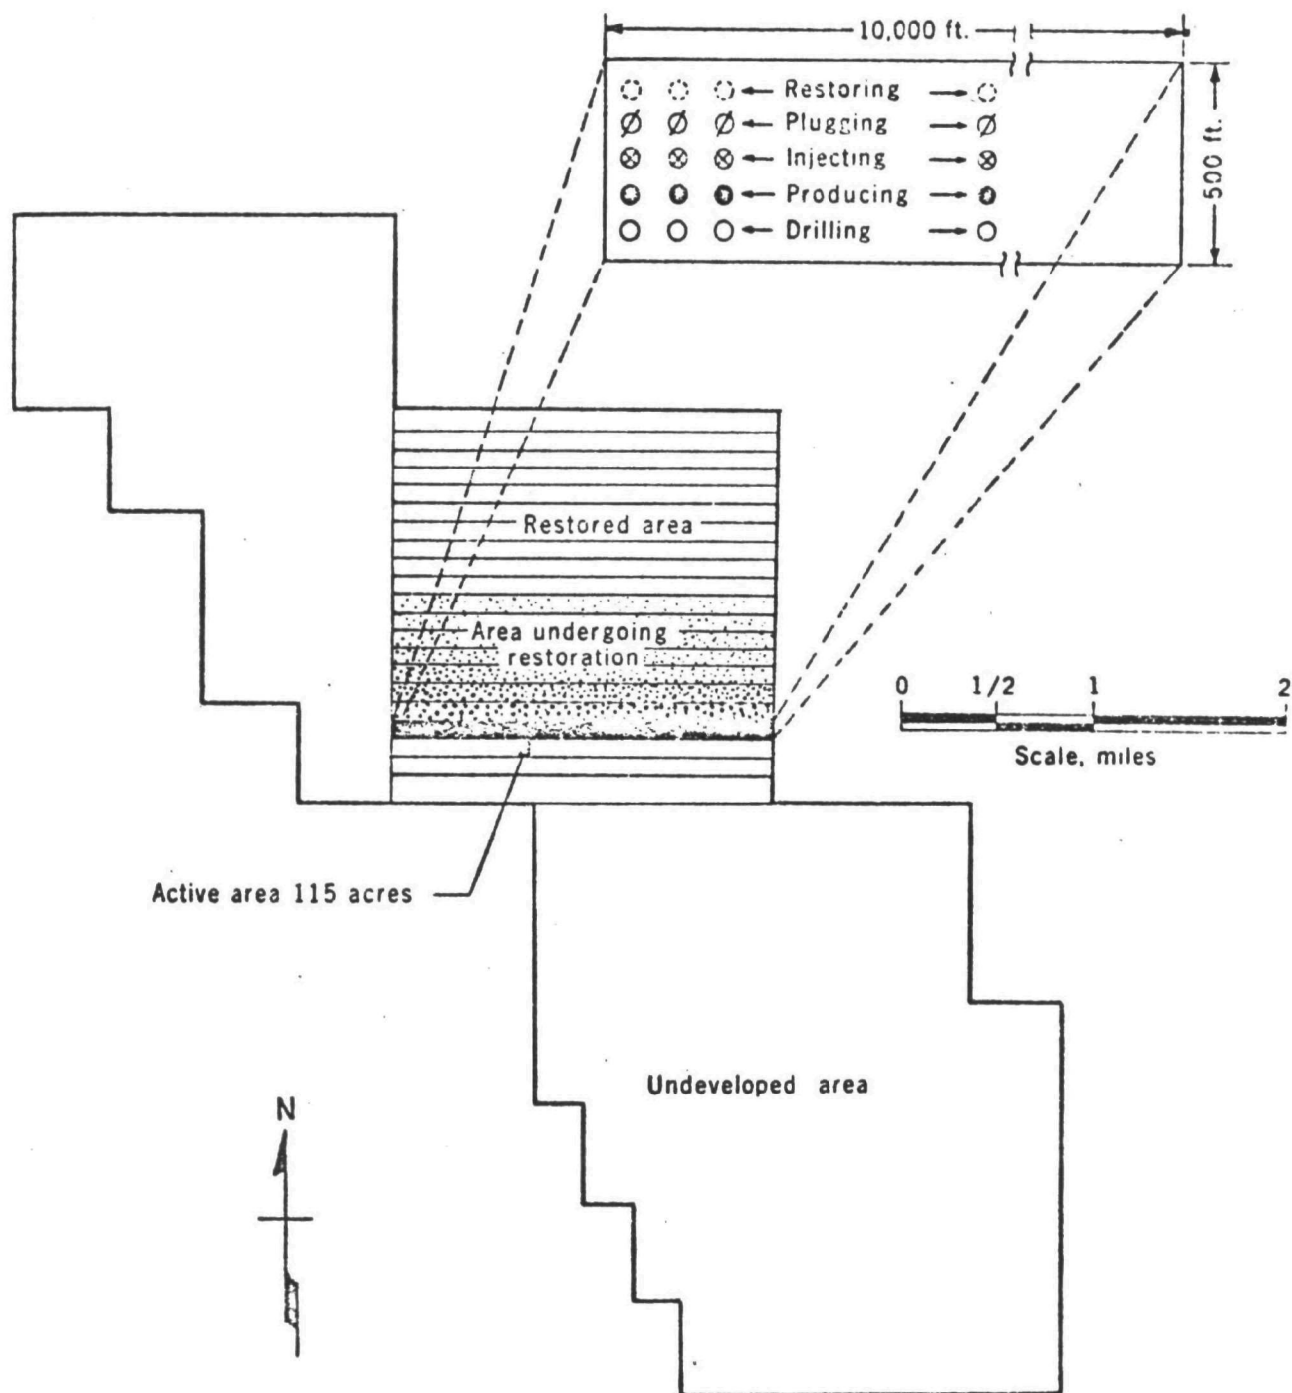 10,000 ft.
Restoring
Plugging
Injecting
Producing
Drilling
500 ft.
Restored area
Area undergoing
restoration
0 1/2 1 2
Scale, miles
Active area 115 acres
Undeveloped area
N